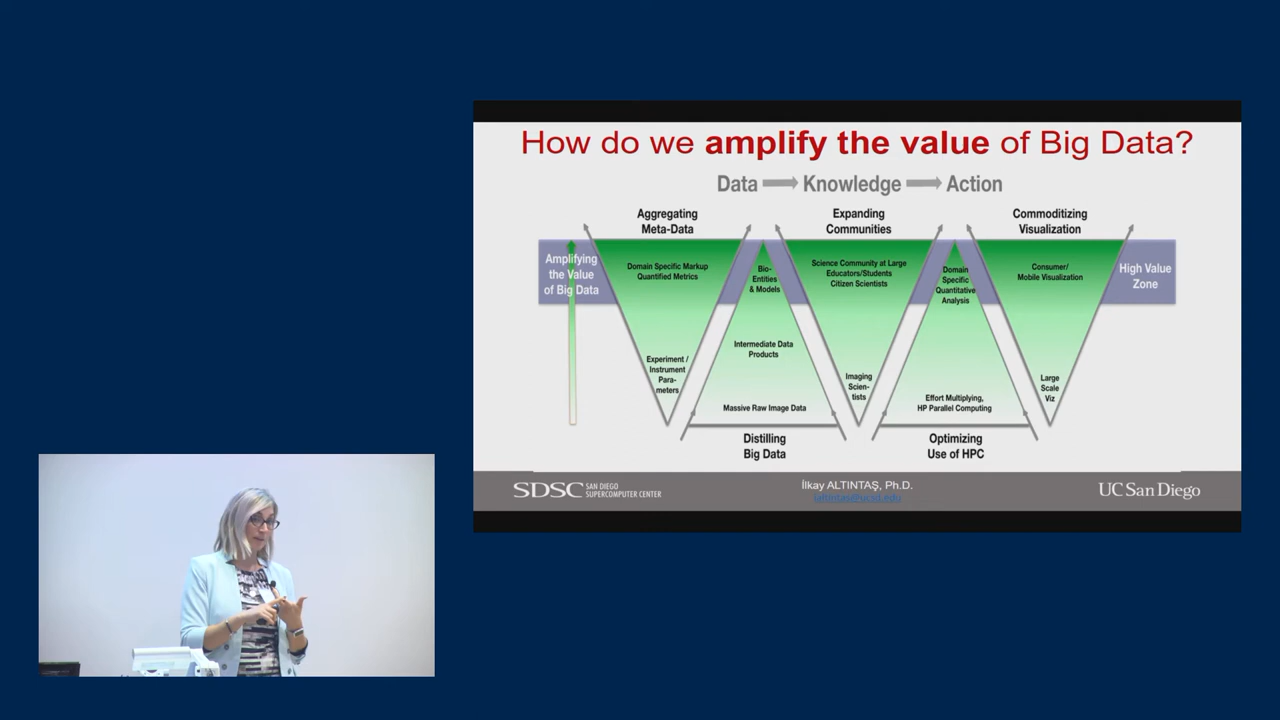 How do we amplify the value of Big Data?
Data Knowledge Action
Aggregating
Meta-Data
Expanding
Communities
Commoditizing
Visualization
Amplifying
the Value
of Big Data
Domain Specific Markup
Quantified Metrics
Bio-
Entities
& Models
Science Community at Large
Educators/Students
Citizen Scientists
Domain
Specific
Quantitative
Analysis
Consumer/
Mobile Visualization
High Value
Zone
Experiment /
Instrument
Para-
meters
Intermediate Data
Products
Massive Raw Image Data
Imaging
Scien-
tists
Effort Multiplying,
HP Parallel Computing
Large
Scale
Viz
Distilling
Big Data
Optimizing
Use of HPC
SDSC SAN DIEGO
SUPERCOMPUTER CENTER
İlkay ALTINTAŞ, Ph.D.
ialtintas@ucsd.edu
UC San Diego